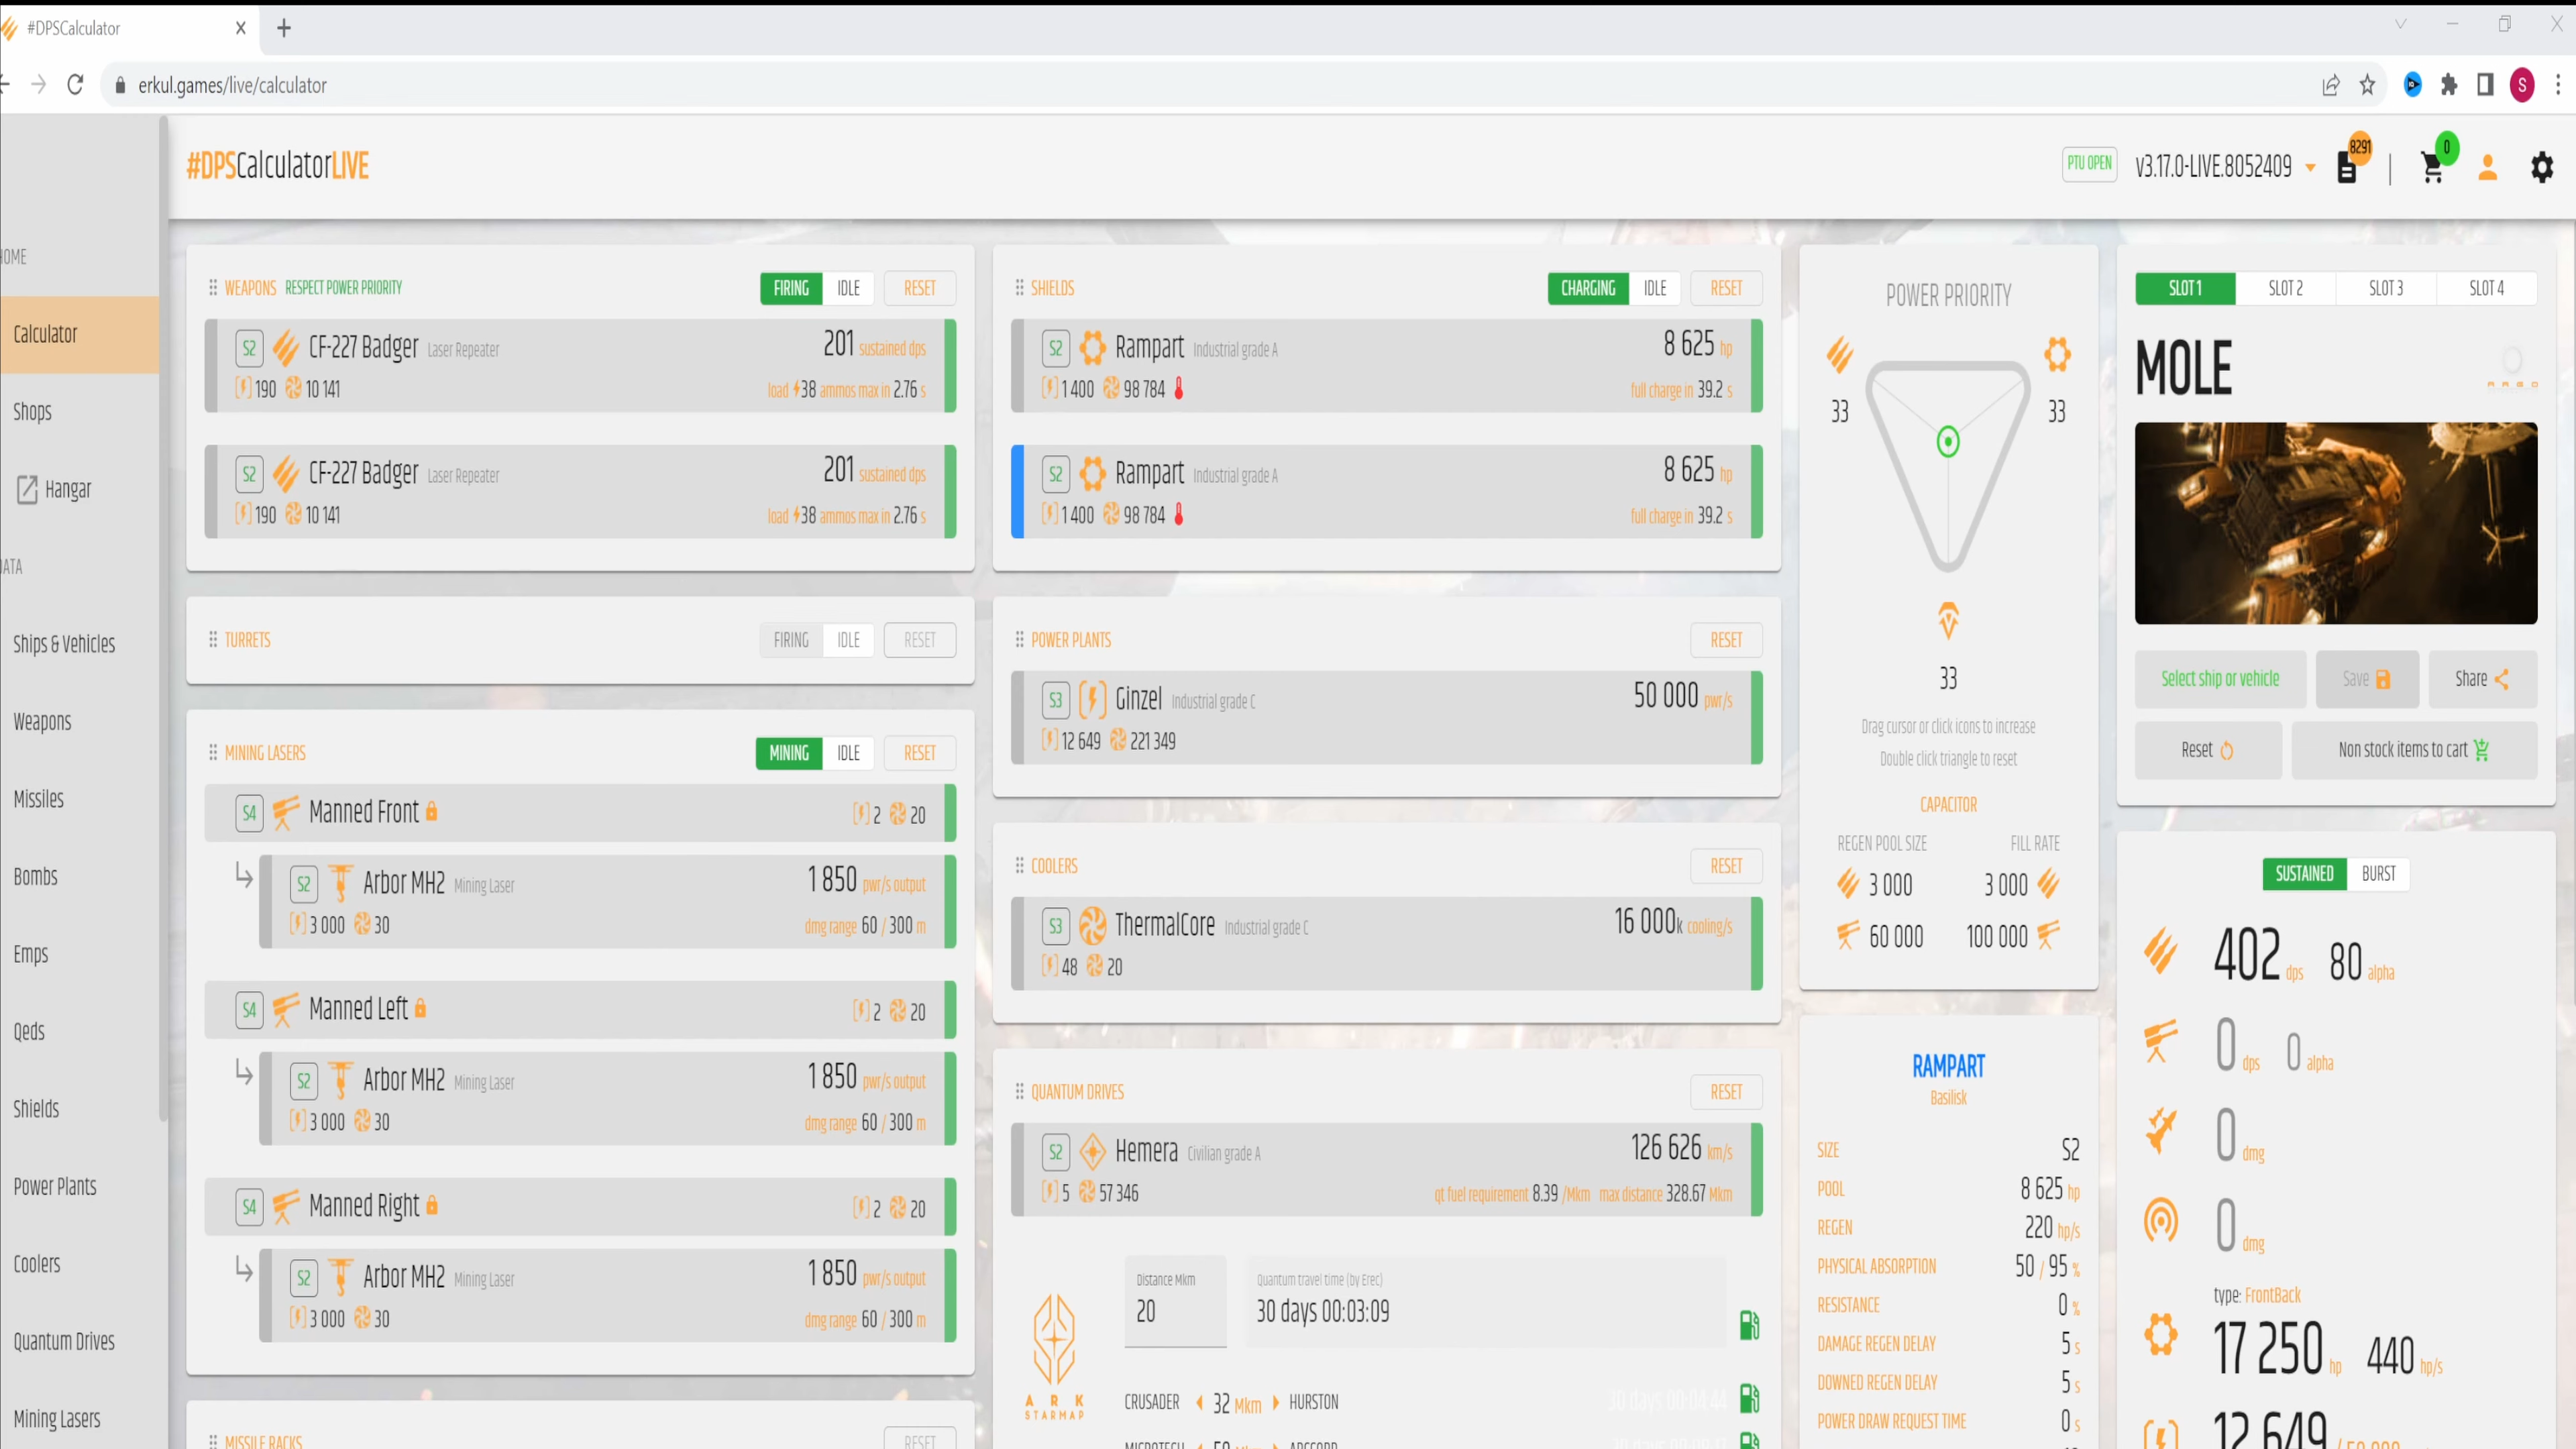 #DPSCalculator
erkul.games/live/calculator
S
#DPSCalculatorLIVE
PTU OPEN
v3.17.0-LIVE.8052409
8291
0
Calculator
Shops
Hangar
Ships & Vehicles
Weapons
Missiles
Bombs
Emps
Qeds
Shields
Power Plants
Coolers
Quantum Drives
Mining Lasers
WEAPONS RESPECT POWER PRIORITY FIRING IDLE RESET
S2 CF-227 Badger Laser Repeater 201 sustained dps
190 10 141 load 38 ammos max in 2.76 s
S2 CF-227 Badger Laser Repeater 201 sustained dps
190 10 141 load 38 ammos max in 2.76 s
TURRETS FIRING IDLE RESET
MINING LASERS MINING IDLE RESET
S4 Manned Front 2 20
S2 Arbor MH2 Mining Laser 1 850 pwr/s output
3 000 30 dmg range 60 / 300 m
S4 Manned Left 2 20
S2 Arbor MH2 Mining Laser 1 850 pwr/s output
3 000 30 dmg range 60 / 300 m
S4 Manned Right 2 20
S2 Arbor MH2 Mining Laser 1 850 pwr/s output
3 000 30 dmg range 60 / 300 m
MISSILE RACKS RESET
SHIELDS CHARGING IDLE RESET
S2 Rampart Industrial grade A 8 625 hp
1 400 98 784 full charge in 39.2 s
S2 Rampart Industrial grade A 8 625 hp
1 400 98 784 full charge in 39.2 s
POWER PLANTS RESET
S3 Ginzel Industrial grade C 50 000 pwr/s
12 649 221 349
COOLERS RESET
S3 ThermalCore Industrial grade C 16 000k cooling/s
48 20
QUANTUM DRIVES RESET
S2 Hemera Civilian grade A 126 626 km/s
5 57 346 qt fuel requirement 8.39 /Mkm max distance 328.67 Mkm
Distance Mkm
20
Quantum travel time (by Erec)
30 days 00:03:09
ARK
STARMAP
CRUSADER 32 Mkm HURSTON 30 days 00:04:44
POWER PRIORITY
33 33
33
Drag cursor or click icons to increase
Double click triangle to reset
CAPACITOR
REGEN POOL SIZE FILL RATE
3 000 3 000
60 000 100 000
RAMPART
Basilisk
SIZE S2
POOL 8 625 hp
REGEN 220 hp/s
PHYSICAL ABSORPTION 50 / 95 %
RESISTANCE 0 %
DAMAGE REGEN DELAY 5 s
DOWNED REGEN DELAY 5 s
POWER DRAW REQUEST TIME 0 s
SLOT 1 SLOT 2 SLOT 3 SLOT 4
MOLE
ARGO
Select ship or vehicle Save Share
Reset Non stock items to cart
SUSTAINED BURST
402 dps 80 alpha
0 dps 0 alpha
0 dmg
0 dmg
type: FrontBack
17 250 hp 440 hp/s
12 649 / 50 000